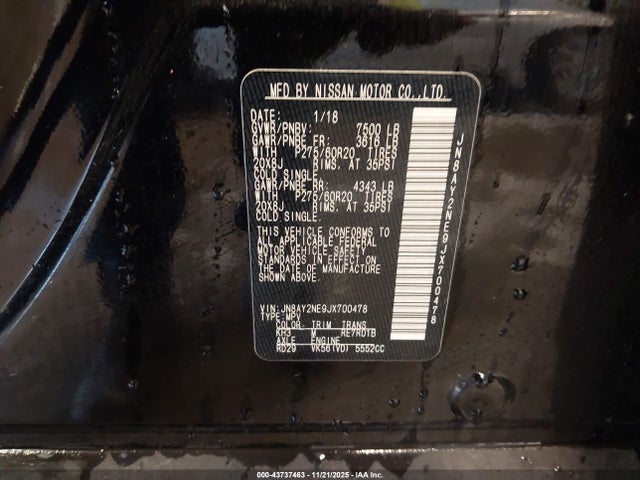 MFD BY NISSAN MOTOR CO.,LTD.
DATE: 1/18
GVWR/PNBV: 7500 LB
GAWR/PNBE FR: 3616 LB
WITH P275/60R20 TIRES
20X8J RIMS, AT 35PSI
COLD SINGLE.
GAWR/PNBE RR: 4343 LB
WITH P275/60R20 TIRES
20X8J RIMS, AT 35PSI
COLD SINGLE.
THIS VEHICLE CONFORMS TO
ALL APPLICABLE FEDERAL
MOTOR VEHICLE SAFETY
STANDARDS IN EFFECT ON
THE DATE OF MANUFACTURE
SHOWN ABOVE.
VIN: JN8AY2NE9JX700478
TYPE:MPV
COLOR TRIM TRANS
KH3 M RE7R01B
AXLE ENGINE
RD29 VK56(VD) 5552CC
JN8AY2NE9JX700478
000-43737463 - 11/21/2025 - IAAI Inc.